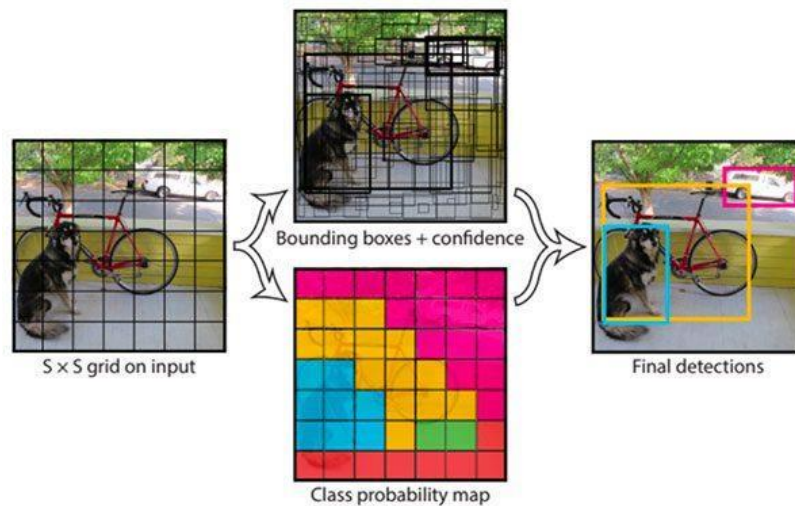 Bounding boxes + confidence
S × S grid on input
Final detections
Class probability map